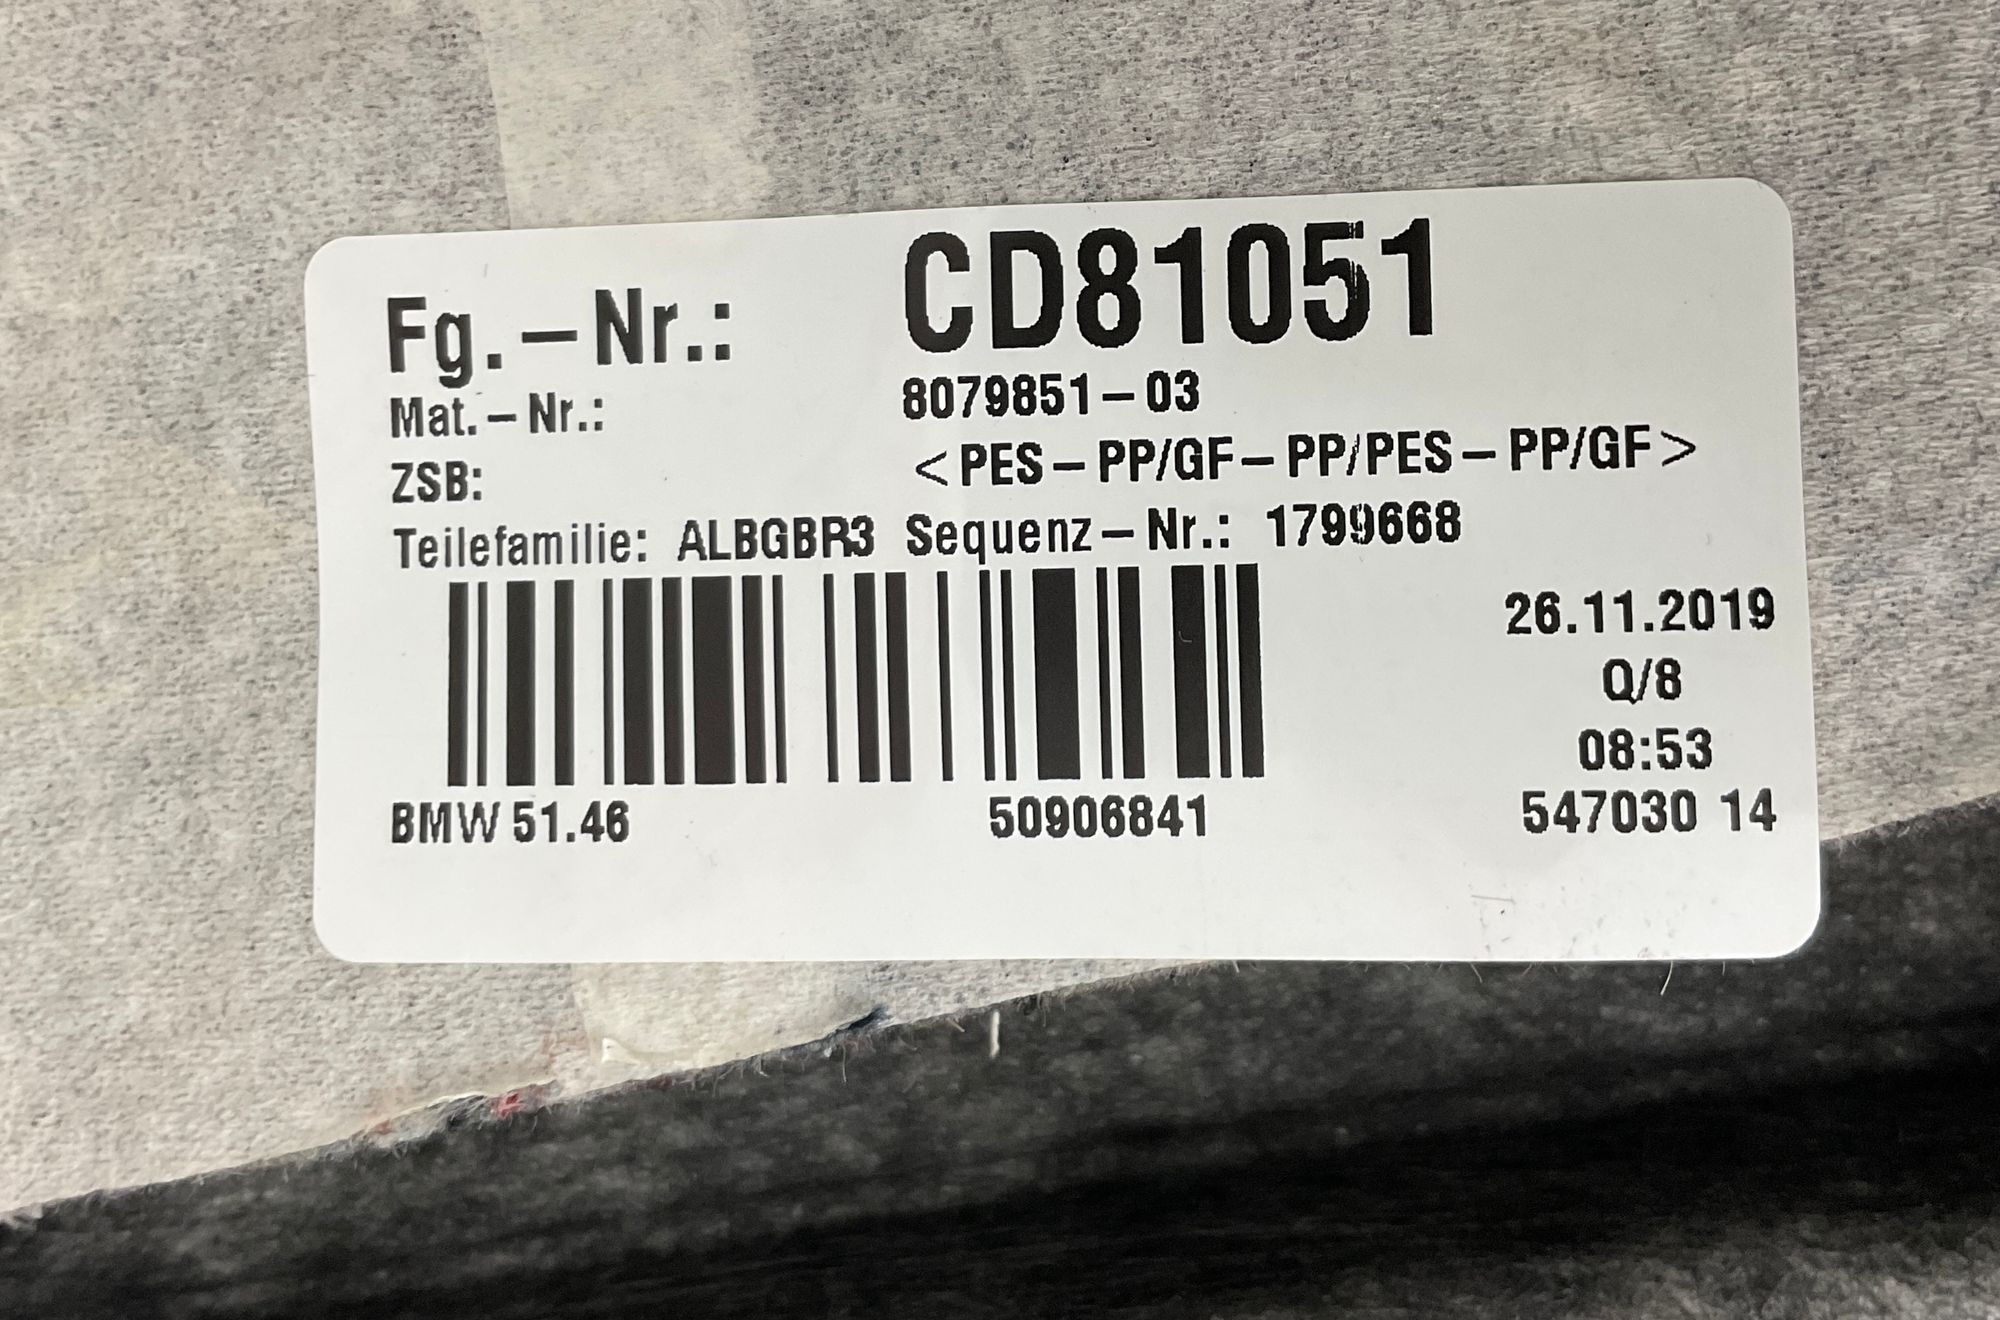 Fg.-Nr.: CD81051
Mat.-Nr.: 8079851-03
ZSB: <PES-PP/GF-PP/PES-PP/GF>
Teilefamilie: ALBGBR3 Sequenz-Nr.: 1799668
26.11.2019
Q/8
08:53
BMW 51.46 50906841 547030 14